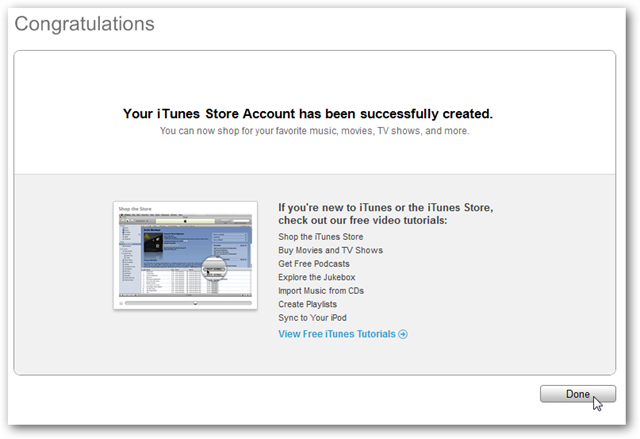 Congratulations
Your iTunes Store Account has been successfully created.
You can now shop for your favorite music, movies, TV shows, and more.
Shop the Store
If you're new to iTunes or the iTunes Store,
check out our free video tutorials:
Shop the iTunes Store
Buy Movies and TV Shows
Get Free Podcasts
Explore the Jukebox
Import Music from CDs
Create Playlists
Sync to Your iPod
View Free iTunes Tutorials
Done